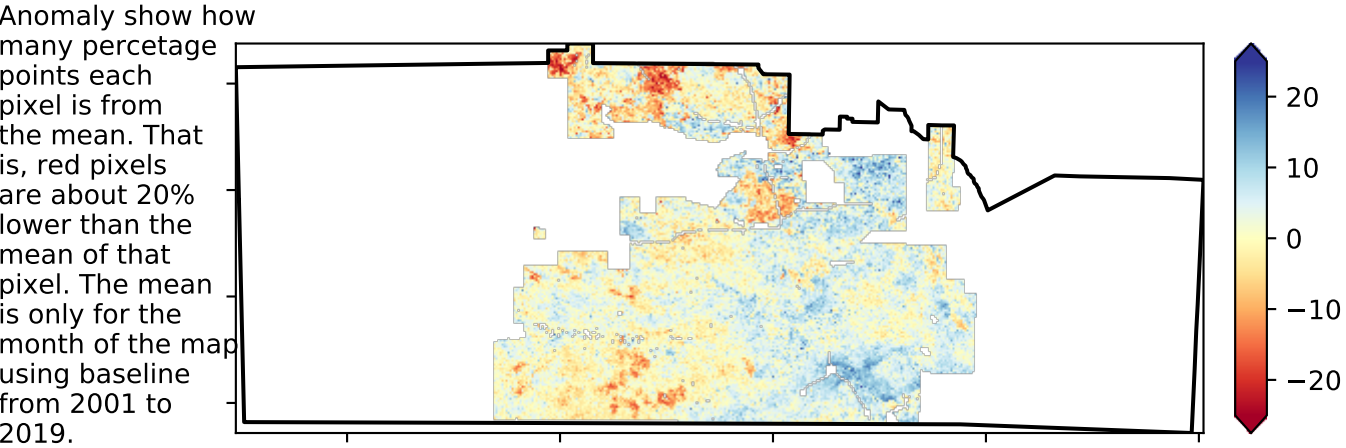 Anomaly show how
many percetage
points each
pixel is from
the mean. That
is, red pixels
are about 20%
lower than the
mean of that
pixel. The mean
is only for the
month of the map
using baseline
from 2001 to
2019.
20
10
0
−10
−20